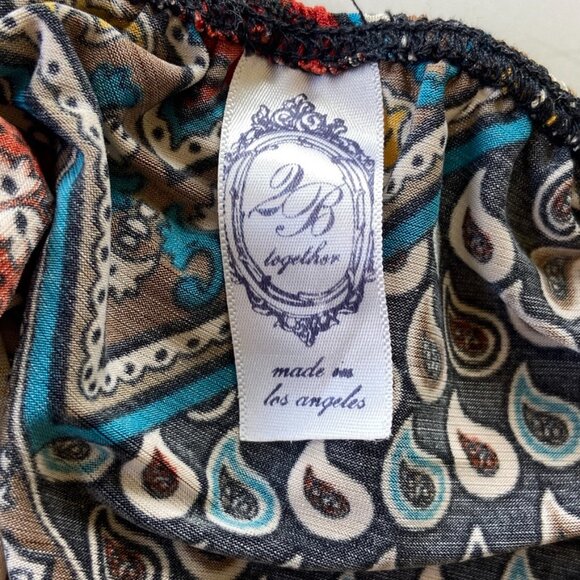 2B
together
made in
los angeles